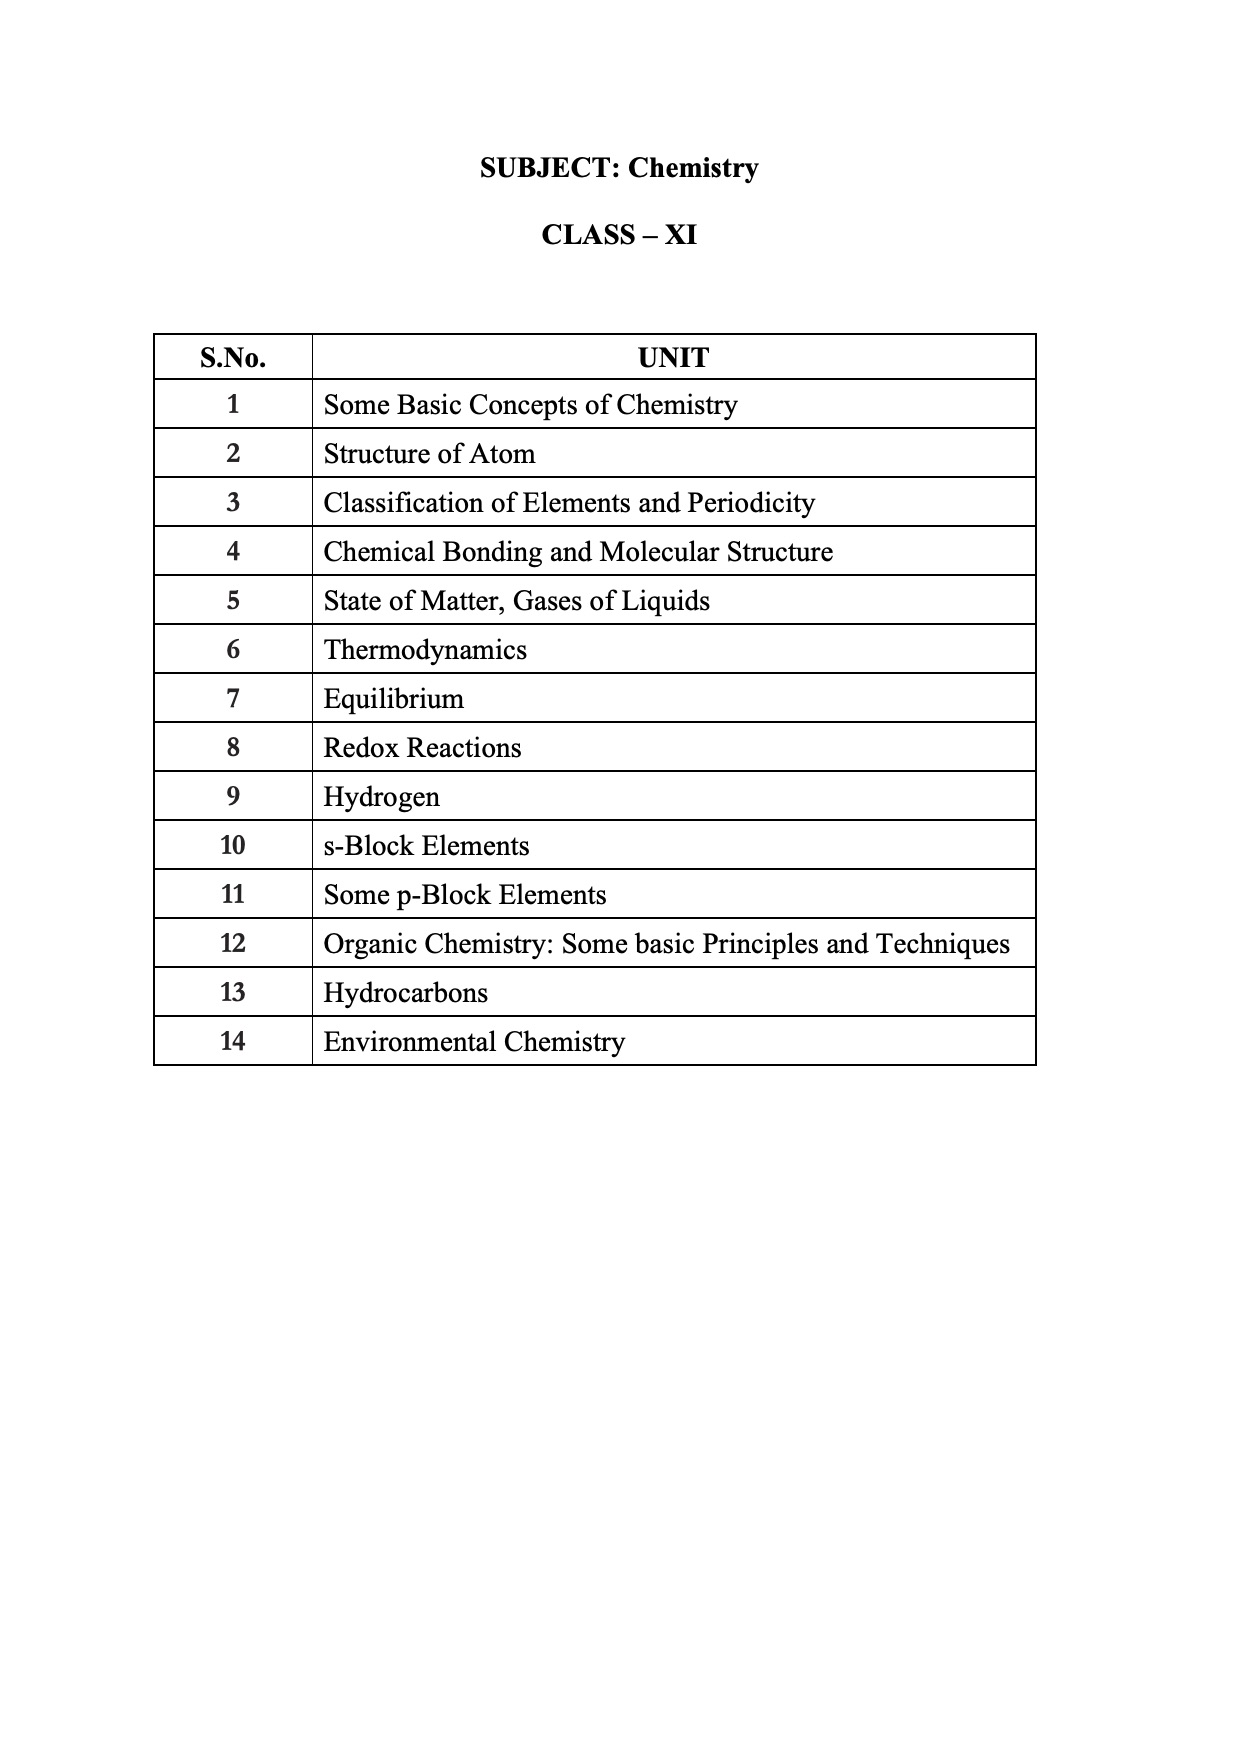 SUBJECT: Chemistry
CLASS – XI
S.No. UNIT
1 Some Basic Concepts of Chemistry
2 Structure of Atom
3 Classification of Elements and Periodicity
4 Chemical Bonding and Molecular Structure
5 State of Matter, Gases of Liquids
6 Thermodynamics
7 Equilibrium
8 Redox Reactions
9 Hydrogen
10 s-Block Elements
11 Some p-Block Elements
12 Organic Chemistry: Some basic Principles and Techniques
13 Hydrocarbons
14 Environmental Chemistry